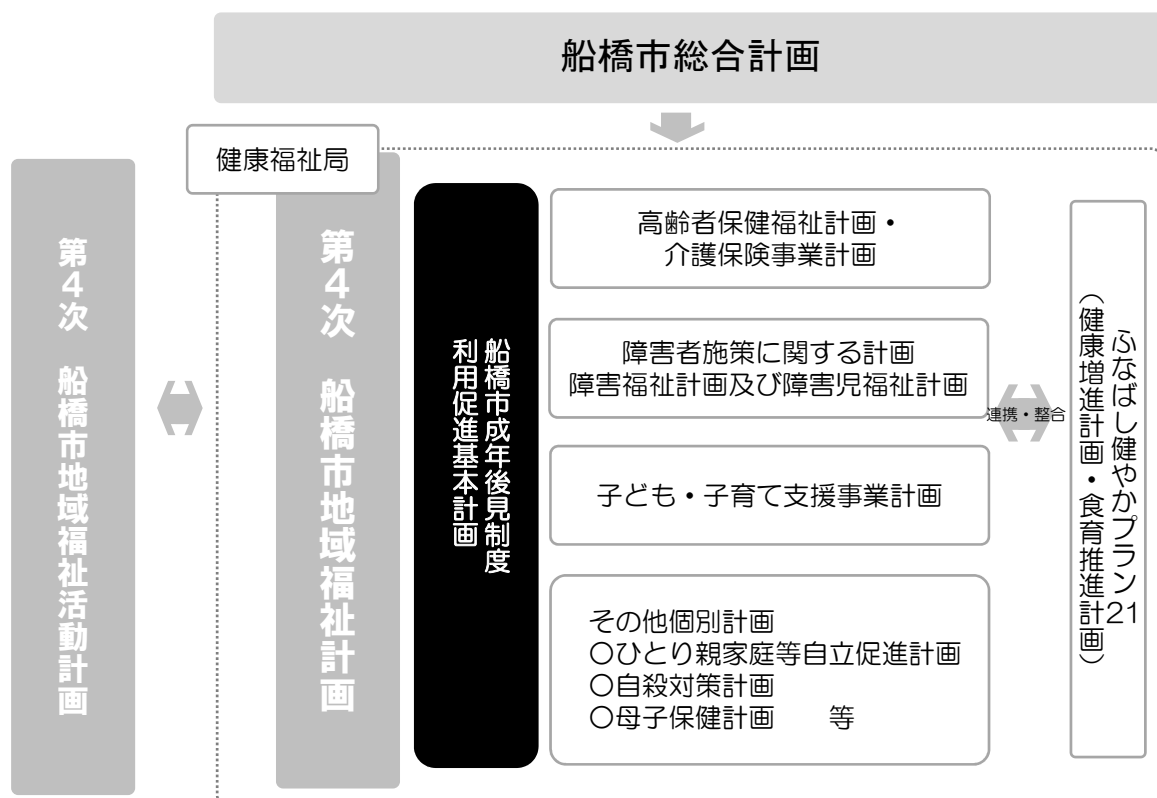 船橋市総合計画
健康福祉局
第4次 船橋市地域福祉活動計画
第4次 船橋市地域福祉計画
船橋市成年後見制度
利用促進基本計画
高齢者保健福祉計画・
介護保険事業計画
障害者施策に関する計画
障害福祉計画及び障害児福祉計画
子ども・子育て支援事業計画
その他個別計画
○ひとり親家庭等自立促進計画
○自殺対策計画
○母子保健計画　　等
連携・整合
ふなばし健やかプラン21
（健康増進計画・食育推進計画）